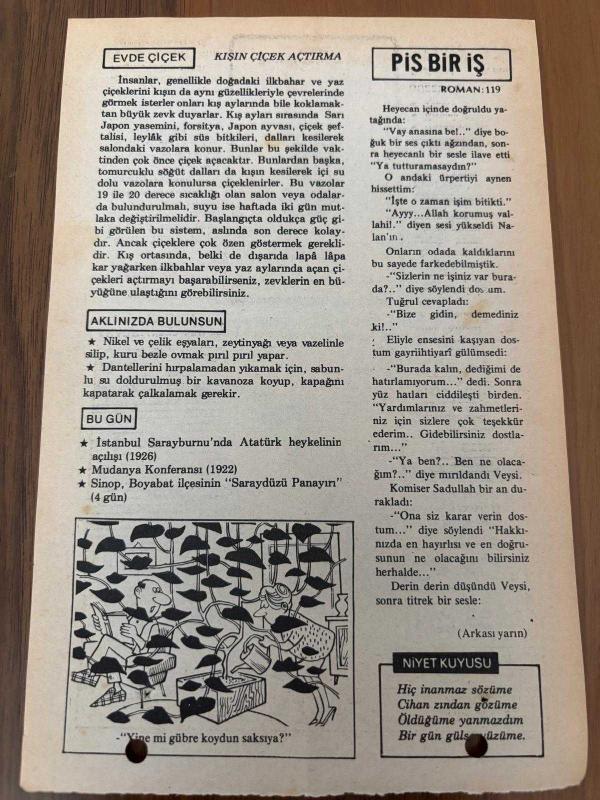 EVDE ÇİÇEK
KIŞIN ÇİÇEK AÇTIRMA
İnsanlar, genellikle doğadaki ilkbahar ve yaz
çiçeklerini kışın da aynı güzellikleriyle çevrelerinde
görmek isterler onları kış aylarında bile koklamak-
tan büyük zevk duyarlar. Kış ayları sırasında Sarı
Japon yasemini, forsitya, Japon ayvası, çiçek şef-
talisi, leylâk gibi süs bitkileri, dalları kesilerek
salondaki vazolara konur. Bunlar bu şekilde vak-
tinden çok önce çiçek açacaktır. Bunlardan başka,
tomurcuklu söğüt dalları da kışın kesilerek içi su
dolu vazolara konulursa çiçeklenirler. Bu vazolar
19 ile 20 derece sıcaklığı olan salon veya odalar-
da bulundurulmalı, suyu ise haftada iki gün mut-
laka değiştirilmelidir. Başlangıçta oldukça güç gi-
bi görülen bu sistem, aslında son derece kolay-
dır. Ancak çiçeklere çok özen göstermek gerekli-
dir. Kış ortasında, belki de dışarıda lapâ lâpa
kar yağarken ilkbahlar veya yaz aylarında açan çi-
çekleri açtırmayı başarabilirseniz, zevklerin en bü-
yüğüne ulaştığını görebilirsiniz.
AKLINIZDA BULUNSUN
★ Nikel ve çelik eşyaları, zeytinyağı veya vazelinle
silip, kuru bezle ovmak pırıl pırıl yapar.
★ Dantellerini hırpalamadan yıkamak için, sabun-
lu su doldurulmuş bir kavanoza koyup, kapağını
kapatarak çalkalamak gerekir.
BU GÜN
★ İstanbul Sarayburnu'nda Atatürk heykelinin
açılışı (1926)
★ Mudanya Konferansı (1922)
★ Sinop, Boyabat ilçesinin "Saraydüzü Panayırı"
(4 gün)
-"Yine mi gübre koydun saksıya?"
PİS BİR İŞ
ROMAN:119
Heyecan içinde doğruldu ya-
tağında:
-"Vay anasına be!.." diye bo-
ğuk bir ses çıktı ağzından, son-
ra heyecanlı bir sesle ilave etti
"Ya tutturamasaydım?"
O andaki ürpertiyi aynen
hissettim:
-"İşte o zaman işim bitikti."
-"Ayyy...Allah korumuş val-
lahi!." diyen sesi yükseldi Na-
lan'ın.
Onların odada kaldıklarını
bu sayede farkedebilmiştik.
-"Sizlerin ne işiniz var bura-
da?.." diye söylendi dostum.
Tuğrul cevapladı:
-"Bize gidin, demediniz
ki!.."
Eliyle ensesini kaşıyan dos-
tum gayriihtiyarî gülümsedi:
-"Burada kalın, dediğimi de
hatırlamıyorum..." dedi. Sonra
yüz hatları ciddileşti birden.
"Yardımlarınız ve zahmetleri-
niz için sizlere çok teşekkür
ederim.. Gidebilirsiniz dostla-
rım..."
-"Ya ben?.. Ben ne olaca-
ğım?.." diye mırıldandı Veysi.
Komiser Sadullah bir an du-
rakladı:
-"Ona siz karar verin dos-
tum..." diye söylendi "Hakkı-
nızda en hayırlısı ve en doğru-
sunun ne olacağını bilirsiniz
herhalde..."
Derin derin düşündü Veysi,
sonra titrek bir sesle:
(Arkası yarın)
NİYET KUYUSU
Hiç inanmaz sözüme
Cihan zından gözüme
Öldüğüme yanmazdım
Bir gün gülse yüzüme.